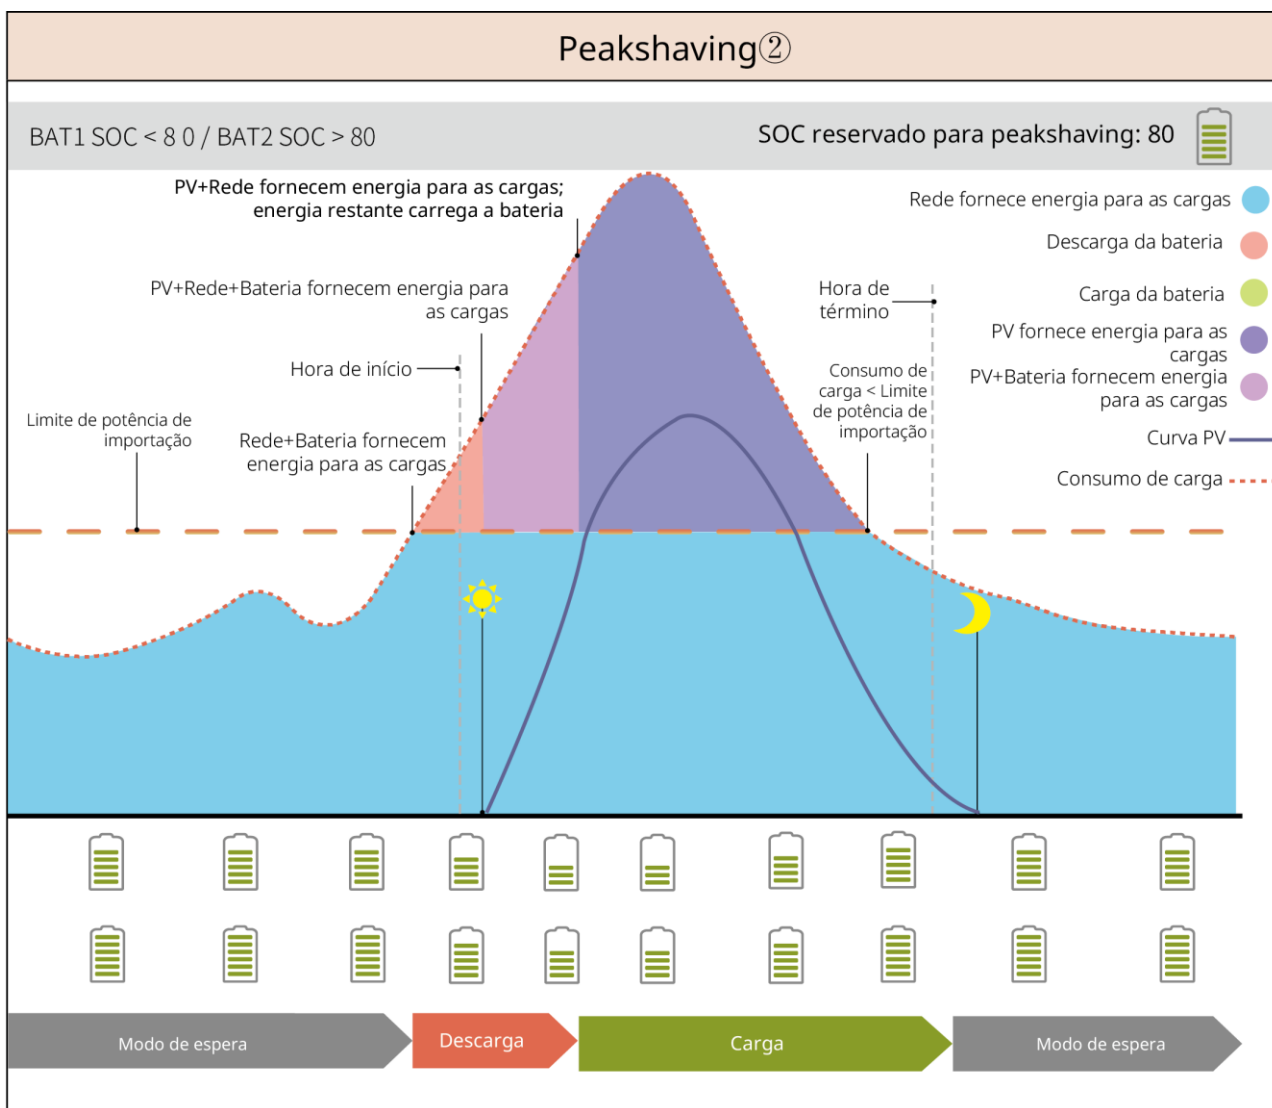 Peakshaving②
BAT1 SOC < 8 0 / BAT2 SOC > 80
SOC reservado para peakshaving: 80
PV+Rede fornecem energia para as cargas;
energia restante carrega a bateria
Rede fornece energia para as cargas
Descarga da bateria
PV+Rede+Bateria fornecem energia para
as cargas
Hora de
término
Carga da bateria
PV fornece energia para as
cargas
Hora de início
Consumo de
carga < Limite
de potência de
importação
PV+Bateria fornecem energia
para as cargas
Limite de potência de
importação
Rede+Bateria fornecem
energia para as cargas
Curva PV
Consumo de carga
Modo de espera
Descarga
Carga
Modo de espera